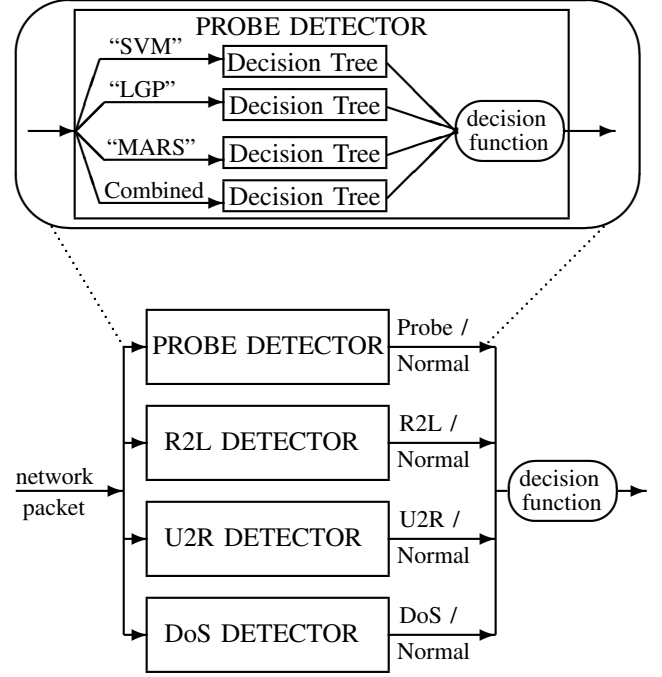 PROBE DETECTOR
“SVM”
Decision Tree
“LGP”
Decision Tree
“MARS”
Decision Tree
Combined
Decision Tree
decision
function
PROBE DETECTOR
Probe /
Normal
R2L DETECTOR
R2L /
Normal
network
packet
decision
function
U2R DETECTOR
U2R /
Normal
DoS DETECTOR
DoS /
Normal